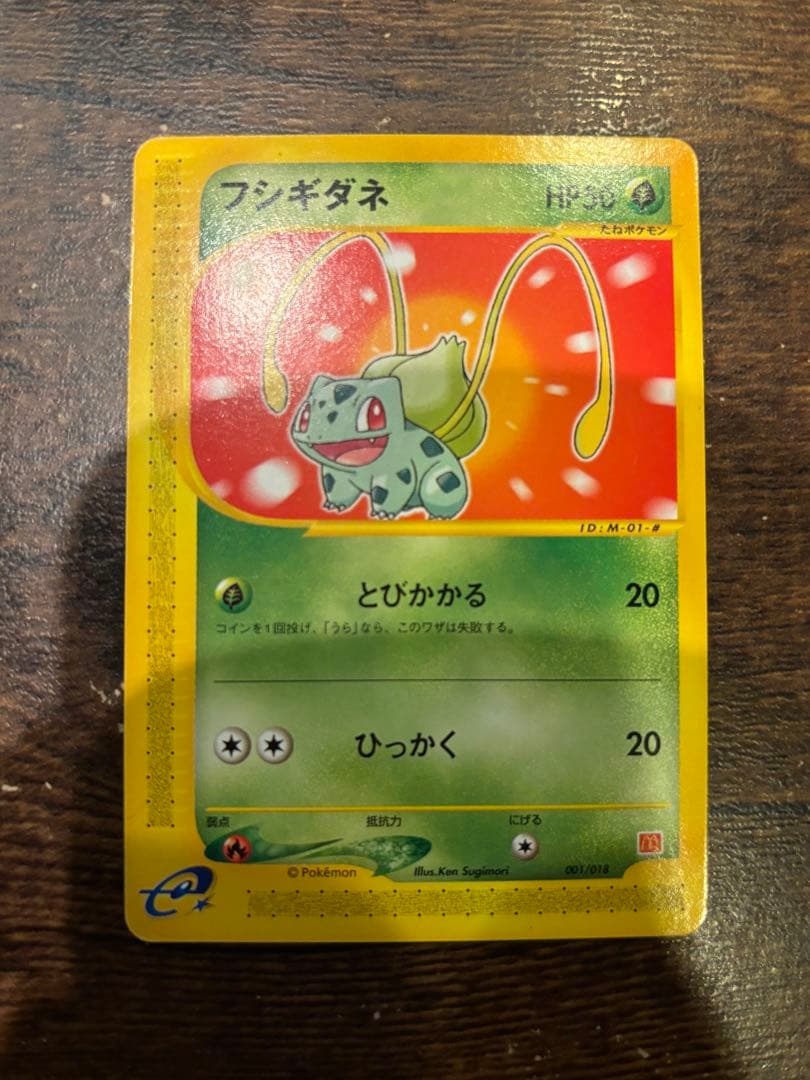 フシギダネ HP50
たねポケモン
ID:M-01-#
とびかかる 20
コインを1回投げ、「うら」なら、このワザは失敗する。
ひっかく 20
弱点 抵抗力 にげる
©Pokémon Illus.Ken Sugimori 001/018
e